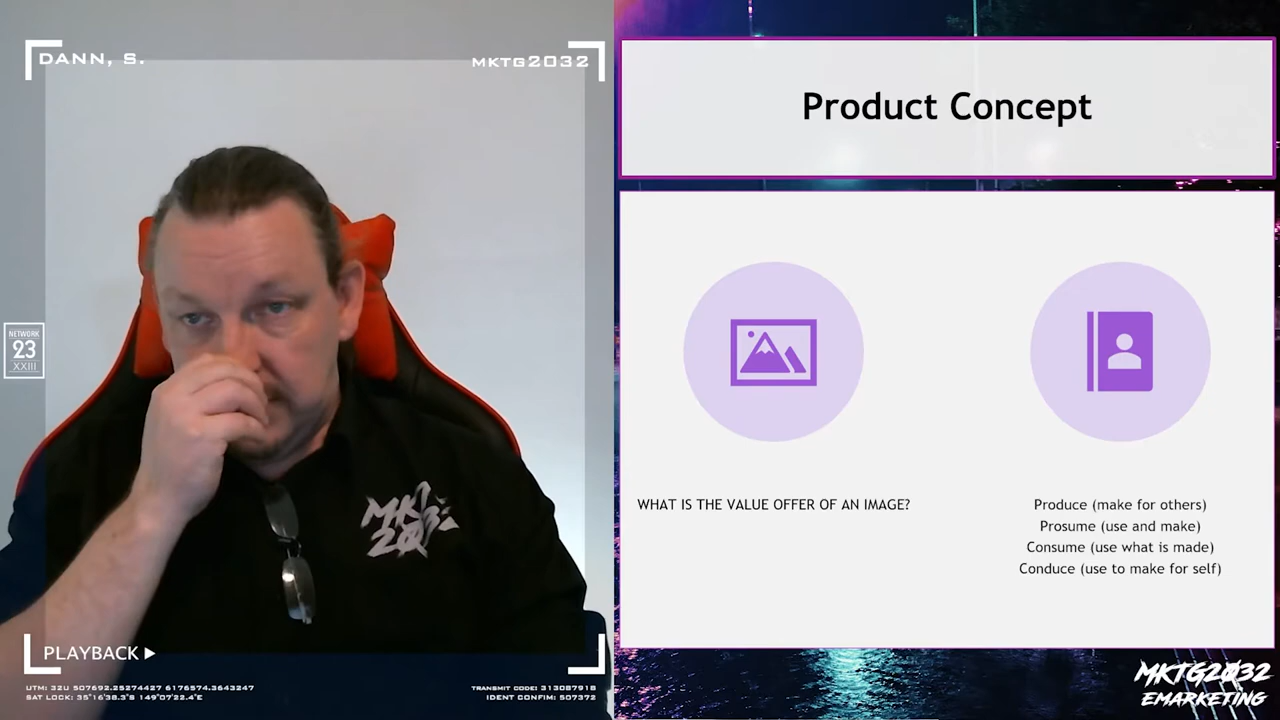 DANN, S.
MKTG2032
NETWORK
23
XXIII
PLAYBACK
UTM: 32U 507692.25274427 6176574.3643247
SAT LOCK: 35°16'38.3"S 149°07'22.4"E
TRANSMIT CODE: 313087918
IDENT CONFIM: 507372
Product Concept
WHAT IS THE VALUE OFFER OF AN IMAGE?
Produce (make for others)
Prosume (use and make)
Consume (use what is made)
Conduce (use to make for self)
MKTG2032
EMARKETING